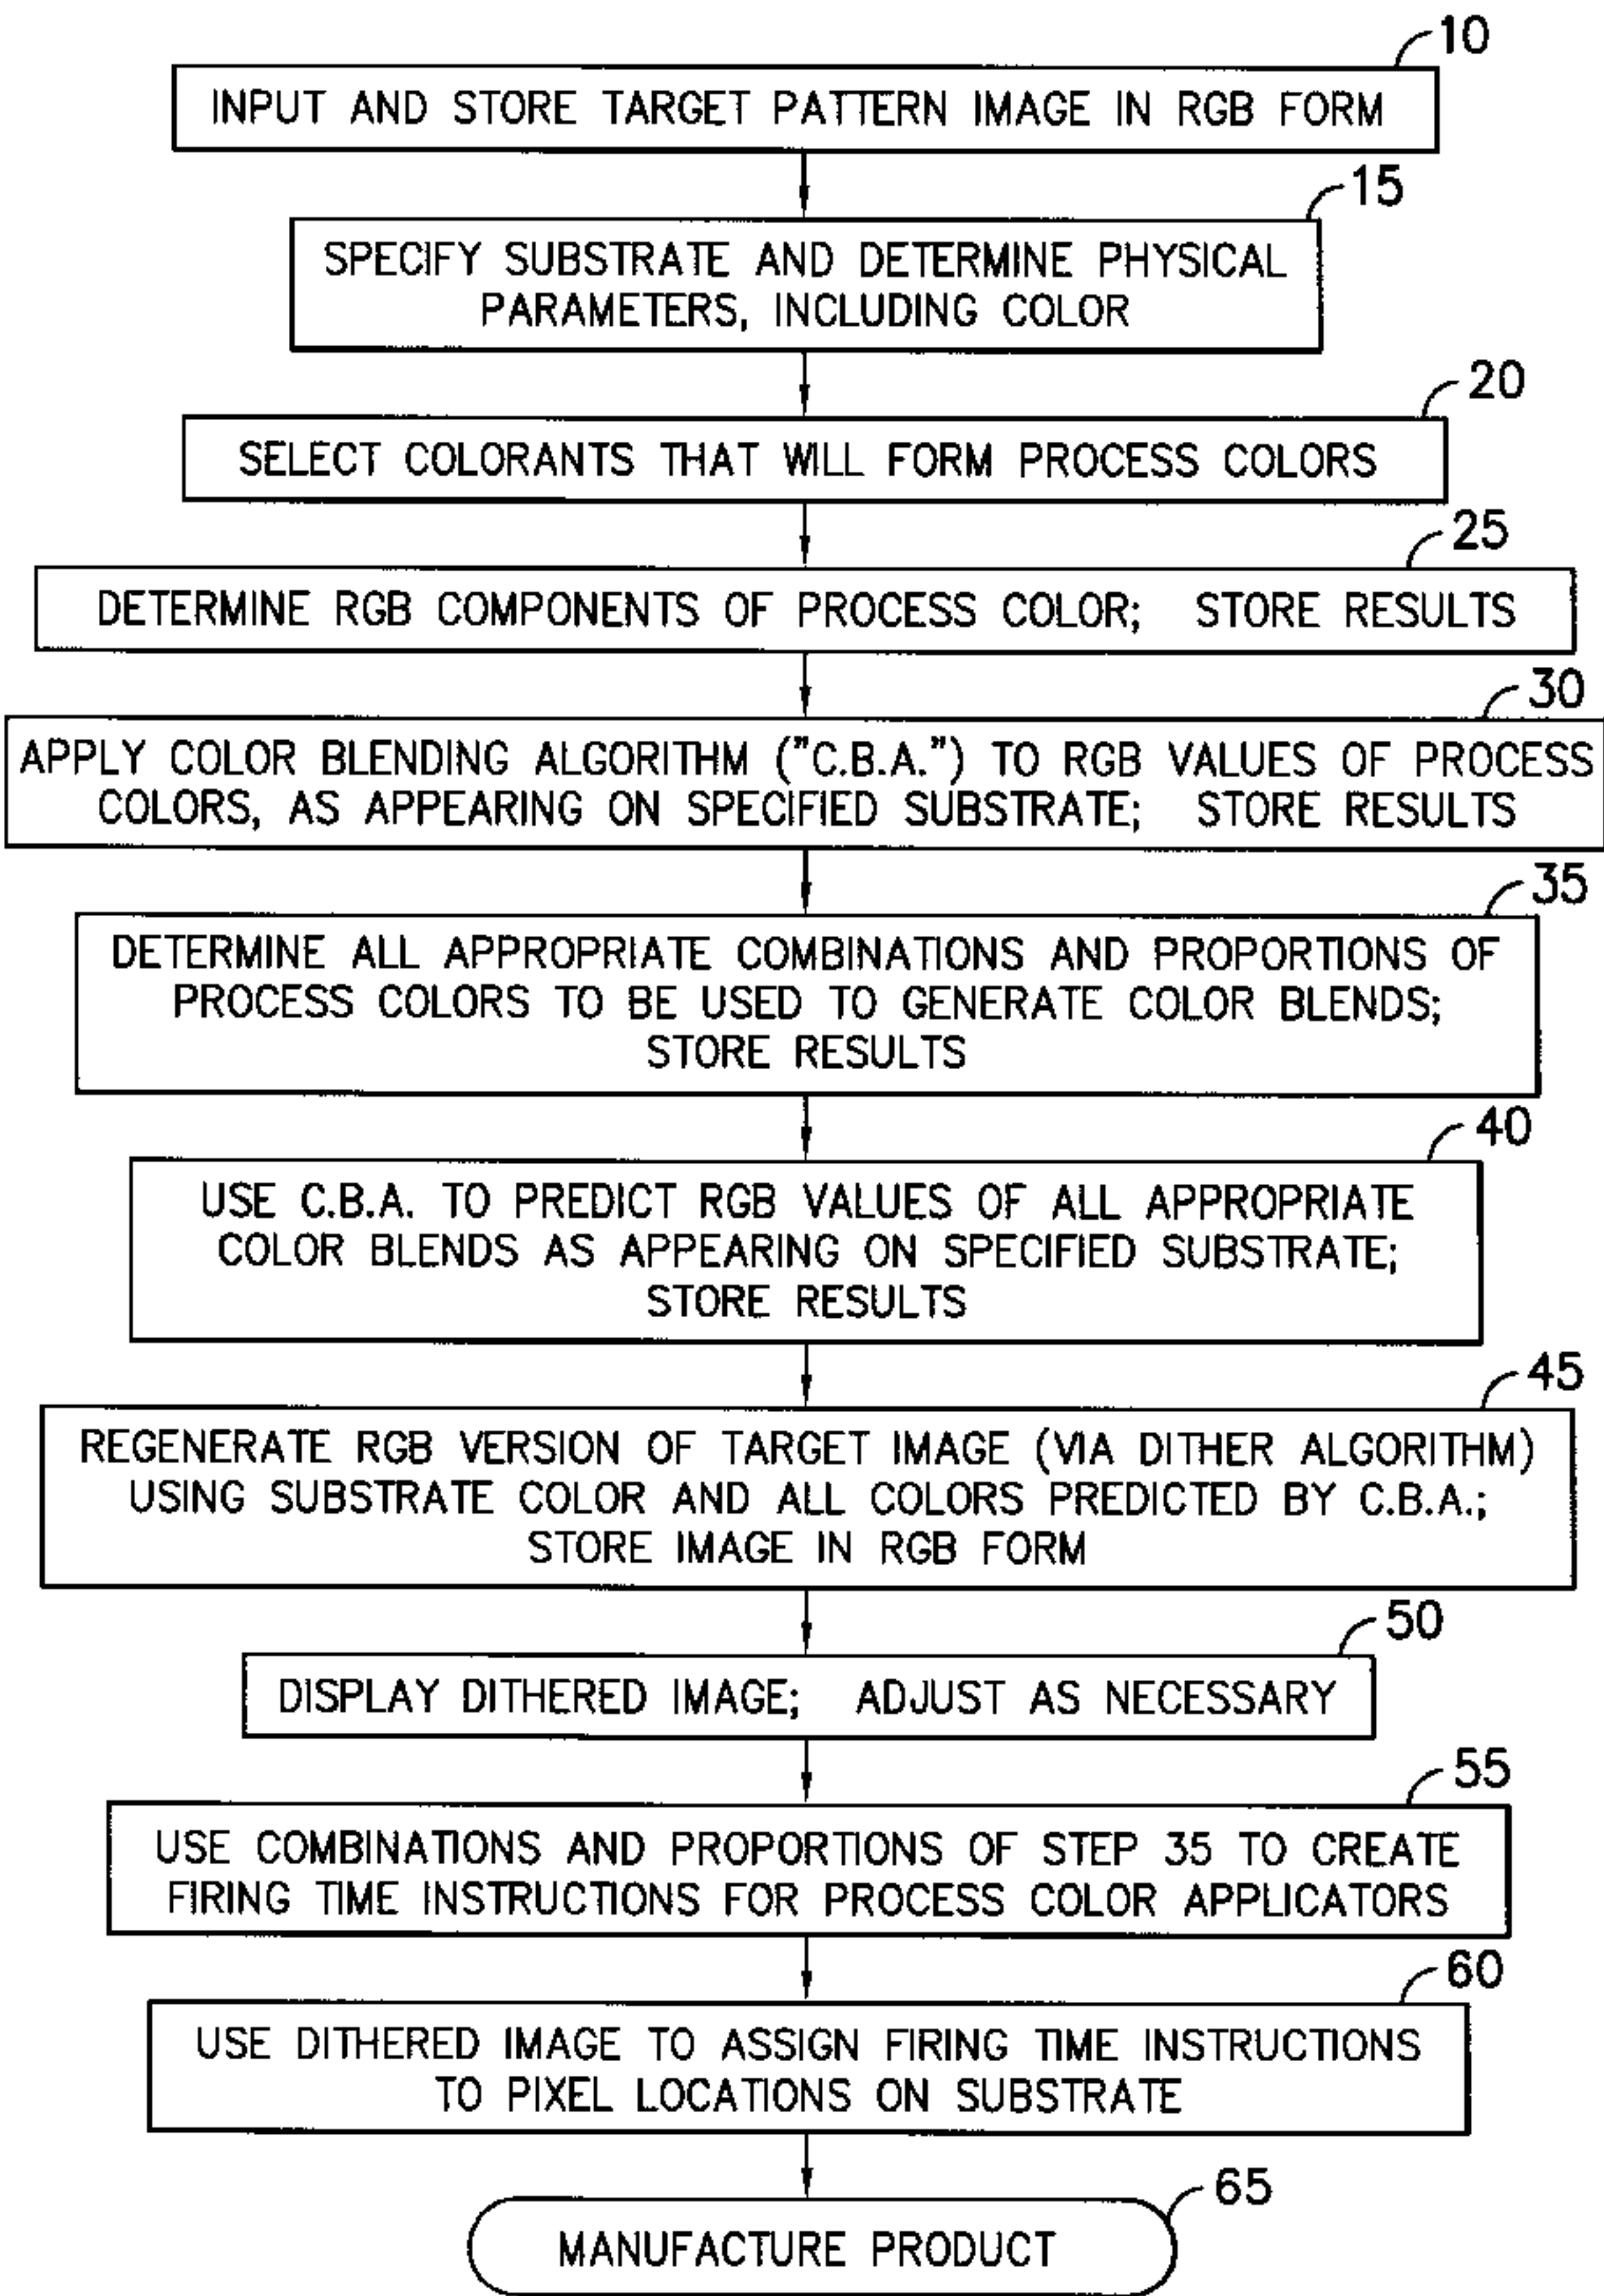 10
INPUT AND STORE TARGET PATTERN IMAGE IN RGB FORM
15
SPECIFY SUBSTRATE AND DETERMINE PHYSICAL
PARAMETERS, INCLUDING COLOR
20
SELECT COLORANTS THAT WILL FORM PROCESS COLORS
25
DETERMINE RGB COMPONENTS OF PROCESS COLOR; STORE RESULTS
30
APPLY COLOR BLENDING ALGORITHM ("C.B.A.") TO RGB VALUES OF PROCESS
COLORS, AS APPEARING ON SPECIFIED SUBSTRATE; STORE RESULTS
35
DETERMINE ALL APPROPRIATE COMBINATIONS AND PROPORTIONS OF
PROCESS COLORS TO BE USED TO GENERATE COLOR BLENDS;
STORE RESULTS
40
USE C.B.A. TO PREDICT RGB VALUES OF ALL APPROPRIATE
COLOR BLENDS AS APPEARING ON SPECIFIED SUBSTRATE;
STORE RESULTS
45
REGENERATE RGB VERSION OF TARGET IMAGE (VIA DITHER ALGORITHM)
USING SUBSTRATE COLOR AND ALL COLORS PREDICTED BY C.B.A.;
STORE IMAGE IN RGB FORM
50
DISPLAY DITHERED IMAGE; ADJUST AS NECESSARY
55
USE COMBINATIONS AND PROPORTIONS OF STEP 35 TO CREATE
FIRING TIME INSTRUCTIONS FOR PROCESS COLOR APPLICATORS
60
USE DITHERED IMAGE TO ASSIGN FIRING TIME INSTRUCTIONS
TO PIXEL LOCATIONS ON SUBSTRATE
65
MANUFACTURE PRODUCT